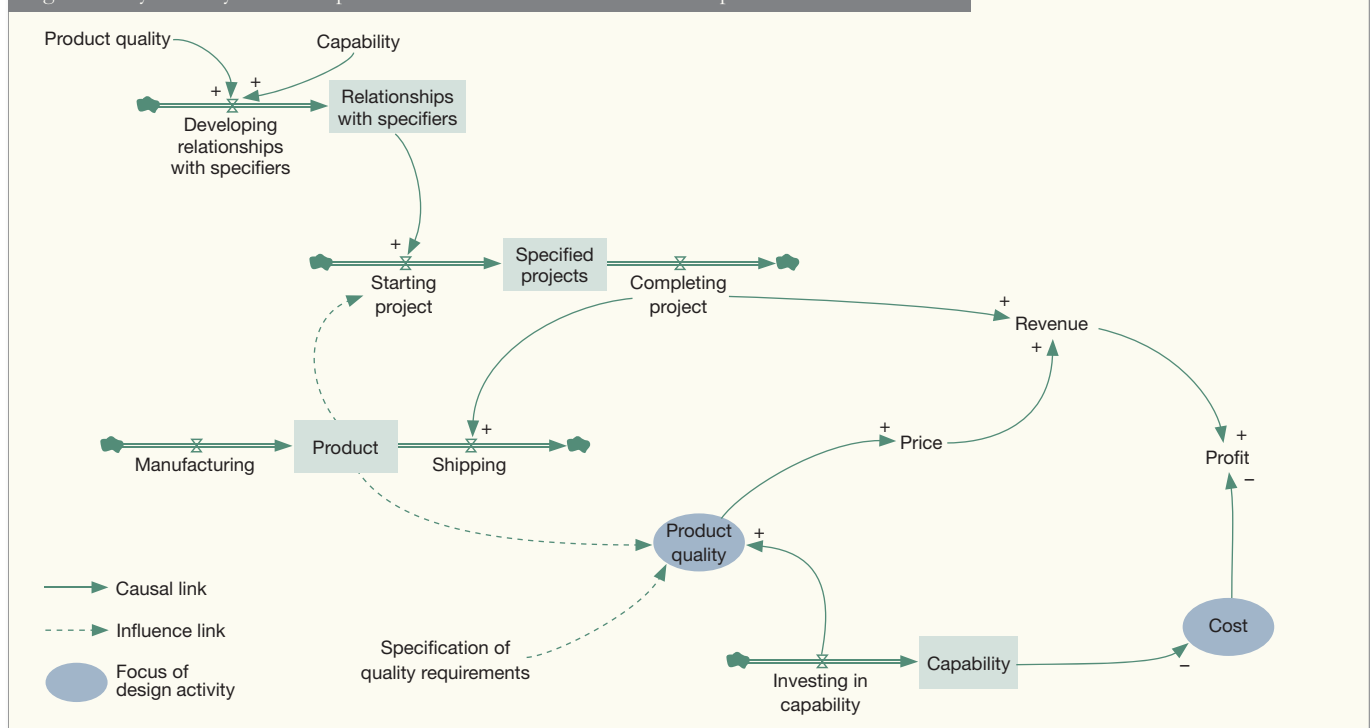 Product quality
Capability
+
+
Relationships
with specifiers
Developing
relationships
with specifiers
+
Specified
projects
Starting
project
Completing
project
+
Revenue
+
+
Product
Manufacturing
Shipping
+
Price
+
Profit
−
Product
quality
+
Causal link
Influence link
Focus of
design activity
Specification of
quality requirements
Investing in
capability
Capability
−
Cost